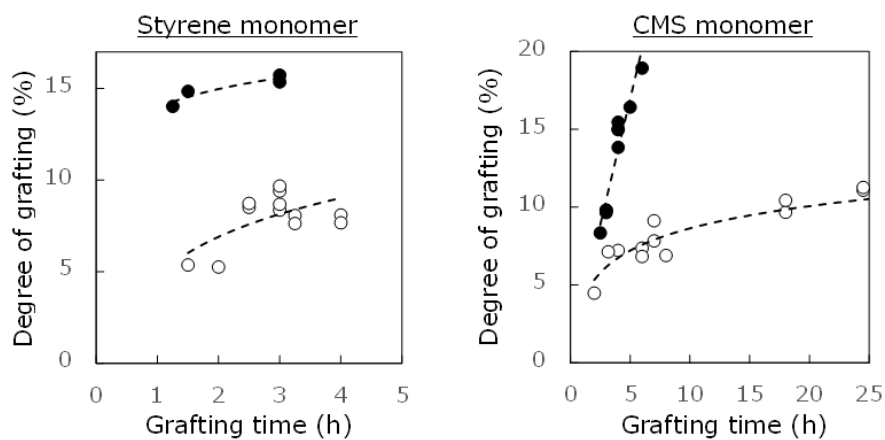 Styrene monomer
Degree of grafting (%)
15
10
5
0
0 1 2 3 4 5
Grafting time (h)
CMS monomer
Degree of grafting (%)
20
15
10
5
0
0 5 10 15 20 25
Grafting time (h)